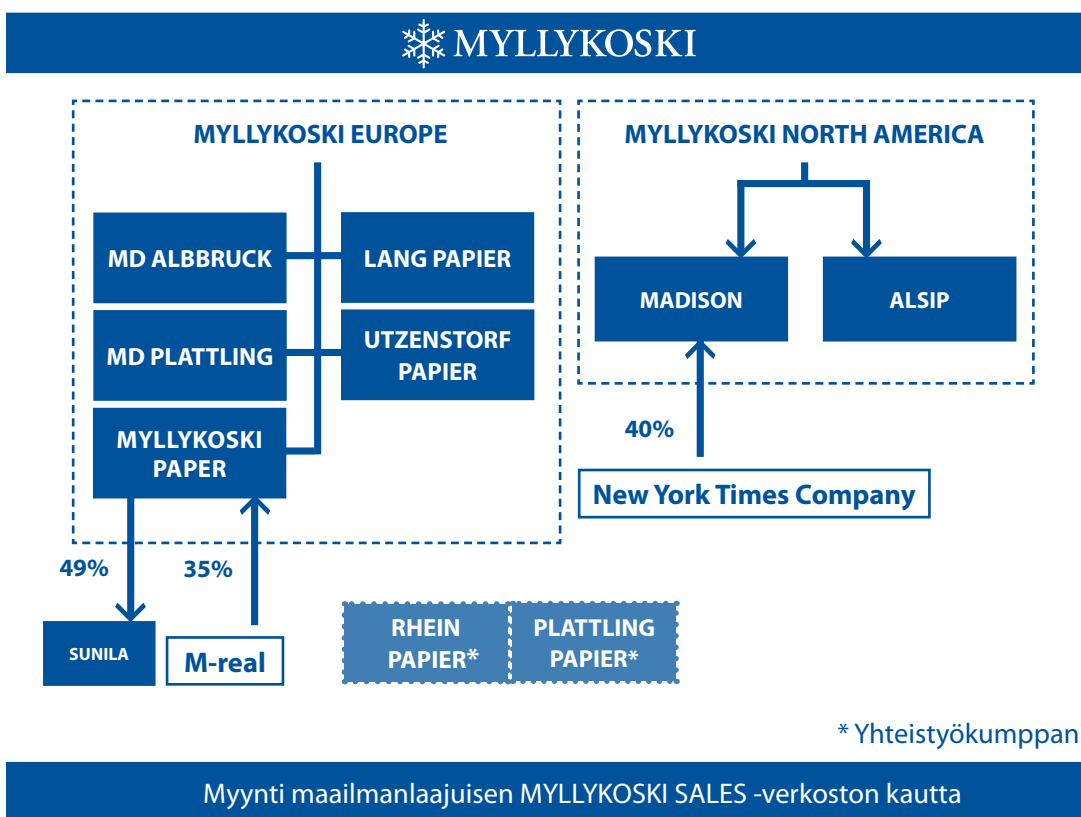 MYLLYKOSKI
MYLLYKOSKI EUROPE
MD ALBBRUCK
LANG PAPIER
MD PLATTLING
UTZENSTORF
PAPIER
MYLLYKOSKI
PAPER
49%
35%
SUNILA
M-real
MYLLYKOSKI NORTH AMERICA
MADISON
ALSIP
40%
New York Times Company
RHEIN
PAPIER*
PLATTLING
PAPIER*
* Yhteistyökumppan
Myynti maailmanlaajuisen MYLLYKOSKI SALES -verkoston kautta